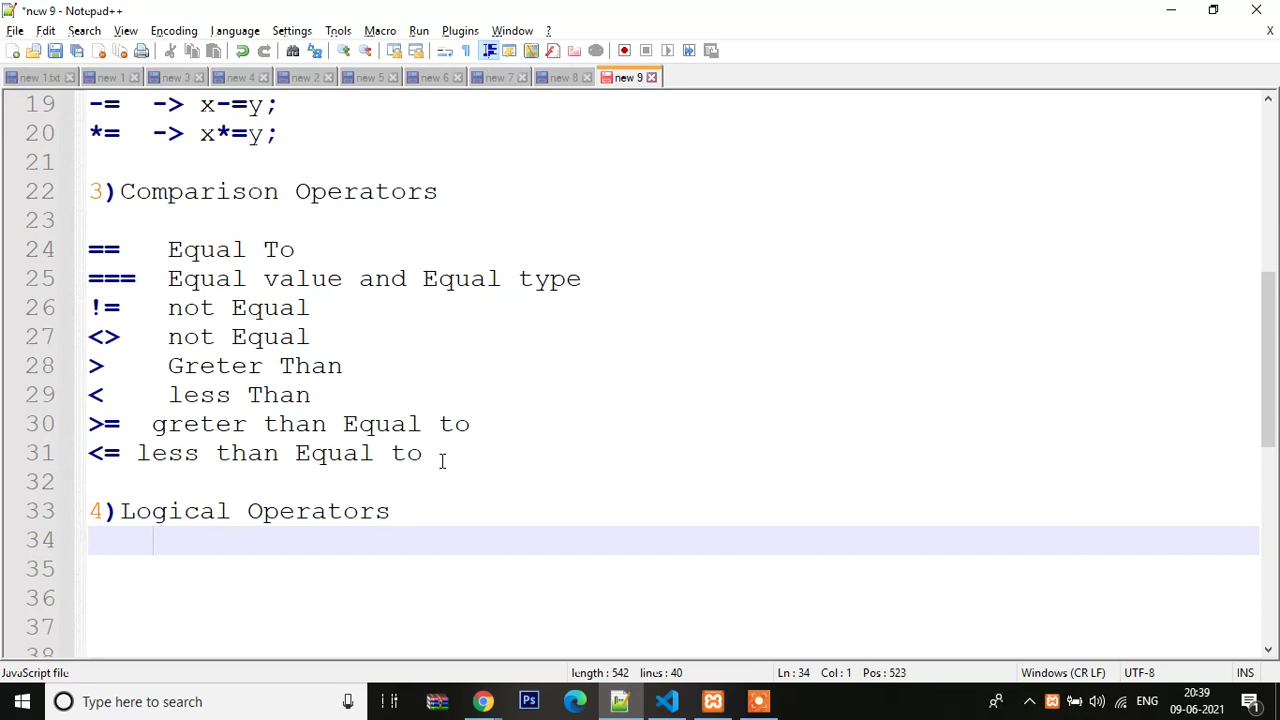 *new 9 - Notepad++
File Edit Search View Encoding Language Settings Tools Macro Run Plugins Window ?
X
new 1.txt new 1 new 3 new 4 new 2 new 5 new 6 new 7 new 8 new 9
19 -= -> x-=y;
20 *= -> x*=y;
21
22 3)Comparison Operators
23
24 == Equal To
25 === Equal value and Equal type
26 != not Equal
27 <> not Equal
28 > Greter Than
29 < less Than
30 >= greter than Equal to
31 <= less than Equal to
32
33 4)Logical Operators
34
35
36
37
38
JavaScript file length : 542 lines : 40 Ln : 34 Col : 1 Pos : 523 Windows (CR LF) UTF-8 INS
Type here to search Ps ENG 20:39
09-06-2021 1